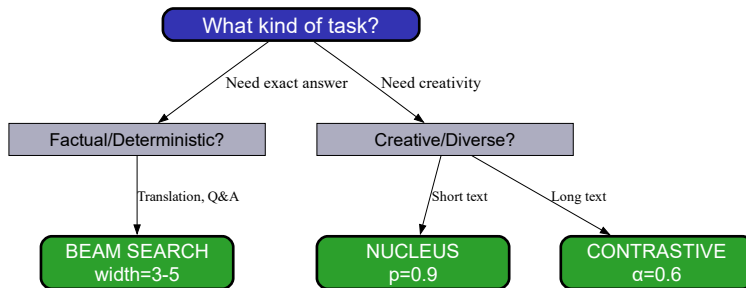 What kind of task?
Need exact answer
Need creativity
Factual/Deterministic?
Creative/Diverse?
Translation, Q&A
Short text
Long text
BEAM SEARCH
width=3-5
NUCLEUS
p=0.9
CONTRASTIVE
α=0.6